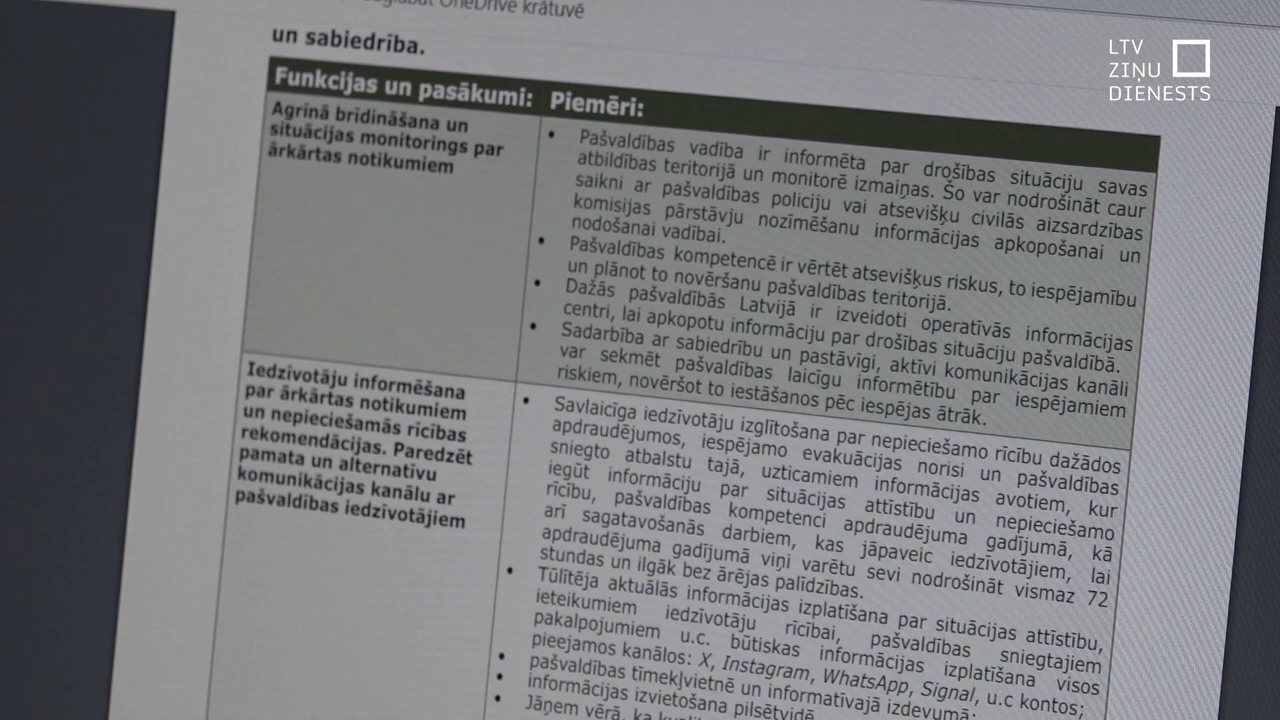 saglabāt OneDrive krātuvē
LTV
ZIŅU
DIENESTS
un sabiedrība.
Funkcijas un pasākumi:
Piemēri:
Agrīnā brīdināšana un
situācijas monitorings par
ārkārtas notikumiem
• Pašvaldības vadība ir informēta par drošības situāciju savas
atbildības teritorijā un monitorē izmaiņas. Šo var nodrošināt caur
saikni ar pašvaldības policiju vai atsevišķu civilās aizsardzības
komisijas pārstāvju nozīmēšanu informācijas apkopošanai un
nodošanai vadībai.
• Pašvaldības kompetencē ir vērtēt atsevišķus riskus, to iespējamību
un plānot to novēršanu pašvaldības teritorijā.
• Dažās pašvaldībās Latvijā ir izveidoti operatīvās informācijas
centri, lai apkopotu informāciju par drošības situāciju pašvaldībā.
• Sadarbība ar sabiedrību un pastāvīgi, aktīvi komunikācijas kanāli
var sekmēt pašvaldības laicīgu informētību par iespējamiem
riskiem, novēršot to iestāšanos pēc iespējas ātrāk.
Iedzīvotāju informēšana
par ārkārtas notikumiem
un nepieciešamās rīcības
rekomendācijas. Paredzēt
pamata un alternatīvu
komunikācijas kanālu ar
pašvaldības iedzīvotājiem
• Savlaicīga iedzīvotāju izglītošana par nepieciešamo rīcību dažādos
apdraudējumos, iespējamo evakuācijas norisi un pašvaldības
sniegto atbalstu tajā, uzticamiem informācijas avotiem, kur
iegūt informāciju par situācijas attīstību un nepieciešamo
rīcību, pašvaldības kompetenci apdraudējuma gadījumā, kā
arī sagatavošanās darbiem, kas jāpaveic iedzīvotājiem, lai
apdraudējuma gadījumā viņi varētu sevi nodrošināt vismaz 72
stundas un ilgāk bez ārējas palīdzības.
• Tūlītēja aktuālās informācijas izplatīšana par situācijas attīstību,
ieteikumiem iedzīvotāju rīcībai, pašvaldības sniegtajiem
pakalpojumiem u.c. būtiskas informācijas izplatīšana visos
pieejamos kanālos: X, Instagram, WhatsApp, Signal, u.c kontos;
• pašvaldības tīmekļvietnē un informatīvajā izdevumā;
• informācijas izvietošana pilsētvidē
• Jāņem vērā, ka